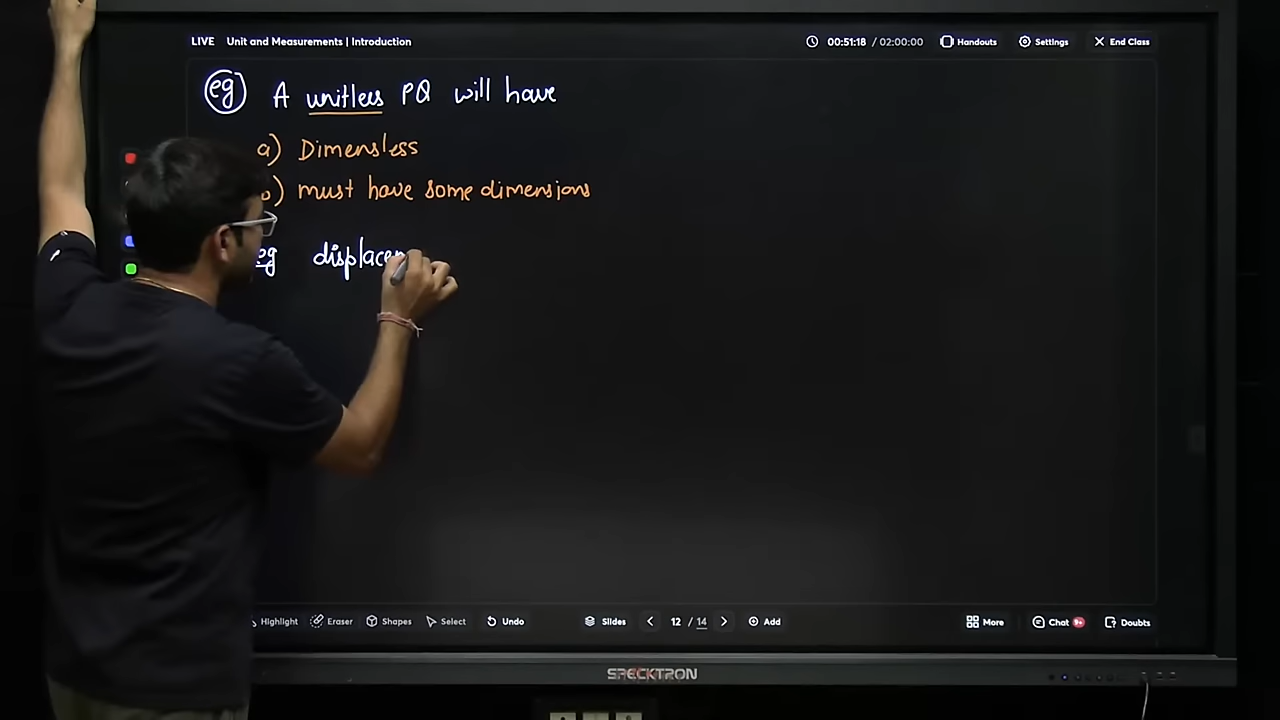 LIVE Unit and Measurements | Introduction 00:51:18 / 02:00:00 Handouts Settings End Class
eg A unitless PQ will have
a) Dimensless
b) must have some dimensions
eg displacem
Highlight Eraser Shapes Select Undo Slides 12 / 14 Add More Chat 9+ Doubts
SPECKTRON